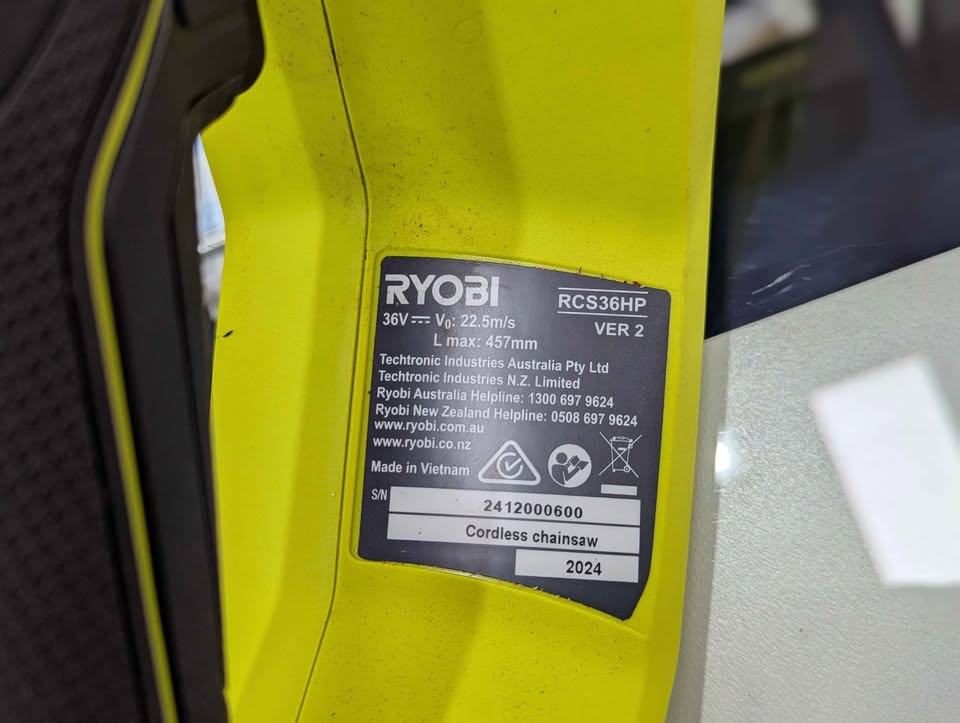 RYOBI
RCS36HP
VER 2
36V ⎓ V₀: 22.5m/s
L max: 457mm
Techtronic Industries Australia Pty Ltd
Techtronic Industries N.Z. Limited
Ryobi Australia Helpline: 1300 697 9624
Ryobi New Zealand Helpline: 0508 697 9624
www.ryobi.com.au
www.ryobi.co.nz
Made in Vietnam
S/N 2412000600
Cordless chainsaw
2024